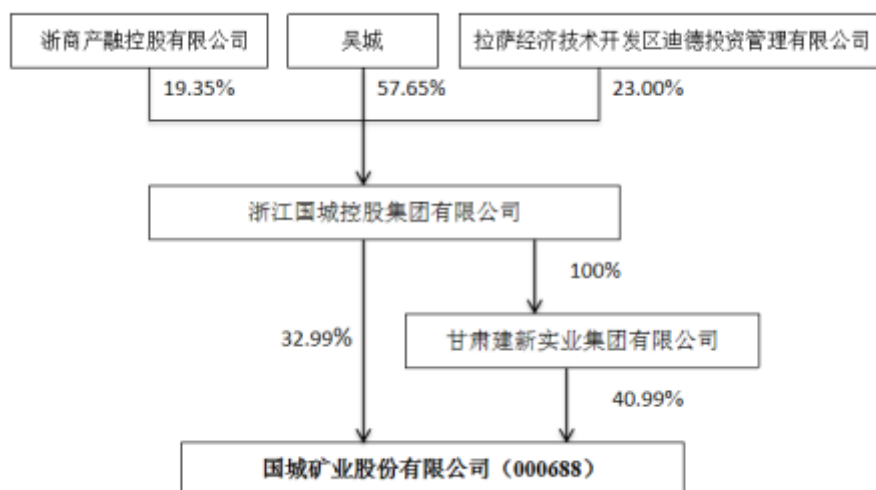 浙商产融控股有限公司
吴城
拉萨经济技术开发区迪德投资管理有限公司
19.35%
57.65%
23.00%
浙江国城控股集团有限公司
100%
32.99%
甘肃建新实业集团有限公司
40.99%
国城矿业股份有限公司（000688）